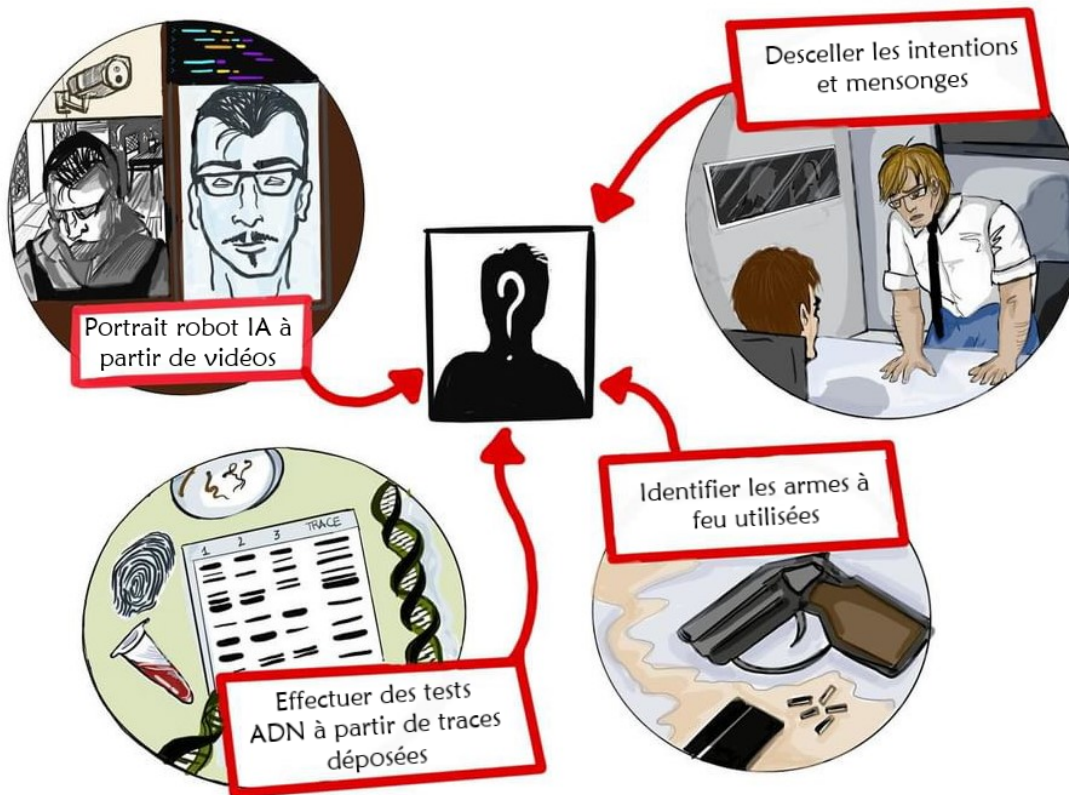 Desceller les intentions
et mensonges
Portrait robot IA à
partir de vidéos
?
Identifier les armes à
feu utilisées
1 2 3 TRACE
Effectuer des tests
ADN à partir de traces
déposées